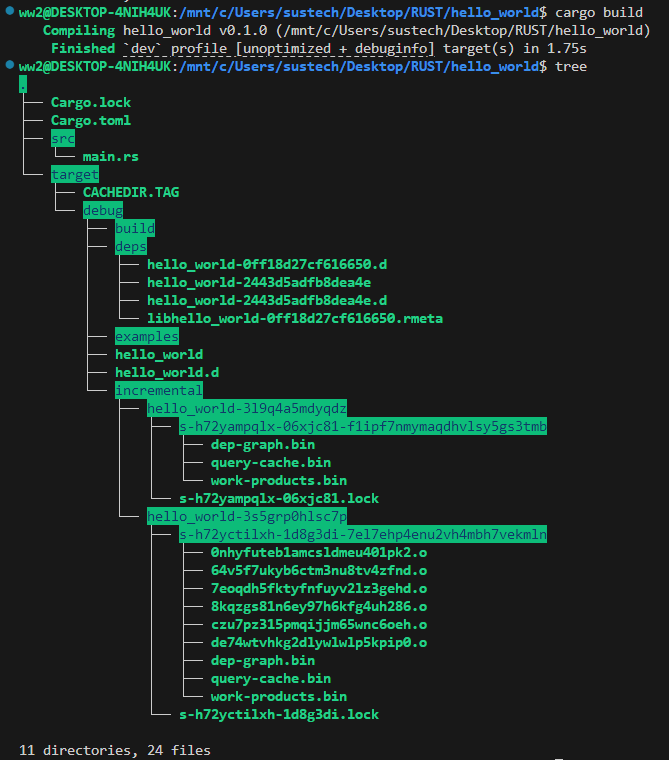 ww2@DESKTOP-4NIH4UK:/mnt/c/Users/sustech/Desktop/RUST/hello_world$ cargo build
   Compiling hello_world v0.1.0 (/mnt/c/Users/sustech/Desktop/RUST/hello_world)
    Finished `dev` profile [unoptimized + debuginfo] target(s) in 1.75s
ww2@DESKTOP-4NIH4UK:/mnt/c/Users/sustech/Desktop/RUST/hello_world$ tree
.
├── Cargo.lock
├── Cargo.toml
├── src
│   └── main.rs
└── target
    ├── CACHEDIR.TAG
    └── debug
        ├── build
        ├── deps
        │   ├── hello_world-0ff18d27cf616650.d
        │   ├── hello_world-2443d5adfb8dea4e
        │   ├── hello_world-2443d5adfb8dea4e.d
        │   └── libhello_world-0ff18d27cf616650.rmeta
        ├── examples
        ├── hello_world
        ├── hello_world.d
        └── incremental
            ├── hello_world-3l9q4a5mdyqdz
            │   ├── s-h72yampqlx-06xjc81-f1ipf7nmymaqdhvlsy5gs3tmb
            │   │   ├── dep-graph.bin
            │   │   ├── query-cache.bin
            │   │   └── work-products.bin
            │   └── s-h72yampqlx-06xjc81.lock
            └── hello_world-3s5grp0hlsc7p
                ├── s-h72yctilxh-1d8g3di-7el7ehp4enu2vh4mbh7vekmln
                │   ├── 0nhyfuteb1amcsldmeu401pk2.o
                │   ├── 64v5f7ukyb6ctm3nu8tv4zfnd.o
                │   ├── 7eoqdh5fktyfnfuyv2lz3gehd.o
                │   ├── 8kqzgs81n6ey97h6kfg4uh286.o
                │   ├── czu7pz315pmqijjm65wnc6oeh.o
                │   ├── de74wtvhkg2dlywlwlp5kpip0.o
                │   ├── dep-graph.bin
                │   ├── query-cache.bin
                │   └── work-products.bin
                └── s-h72yctilxh-1d8g3di.lock
11 directories, 24 files